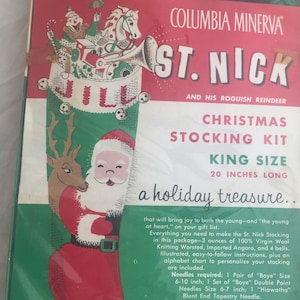 COLUMBIA MINERVA®
ST. NICK
AND HIS ROGUISH REINDEER
JILL
CHRISTMAS
STOCKING KIT
KING SIZE
20 INCHES LONG
a holiday treasure..
that will bring joy to both the young—and "the young
at heart," on your gift list.
Everything you need to make the St. Nick Stocking
in this package—3 ounces of 100% Virgin Wool
Knitting Worsted, Imported Angora, and 6 bells.
Illustrated, easy-to-follow instructions, plus an
alphabet chart to personalize your stocking
are included.
Needles required: 1 Pair of "Boye" Size
6-10 inch; 1 Set of "Boye" Double Point
Needles Size 6-7 inch; 1 "Hiawatha"
Blunt End Tapestry Needle.